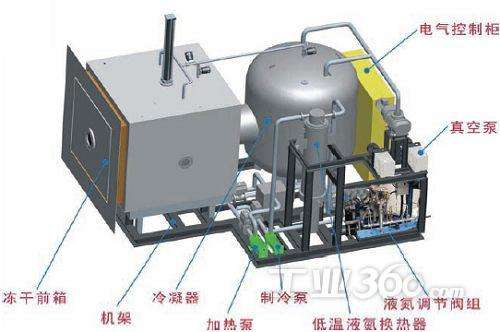 电气控制柜
真空泵
冻干前箱
机架
冷凝器
加热泵
制冷泵
低温液氮换热器
液氮调节阀组
工业360.com